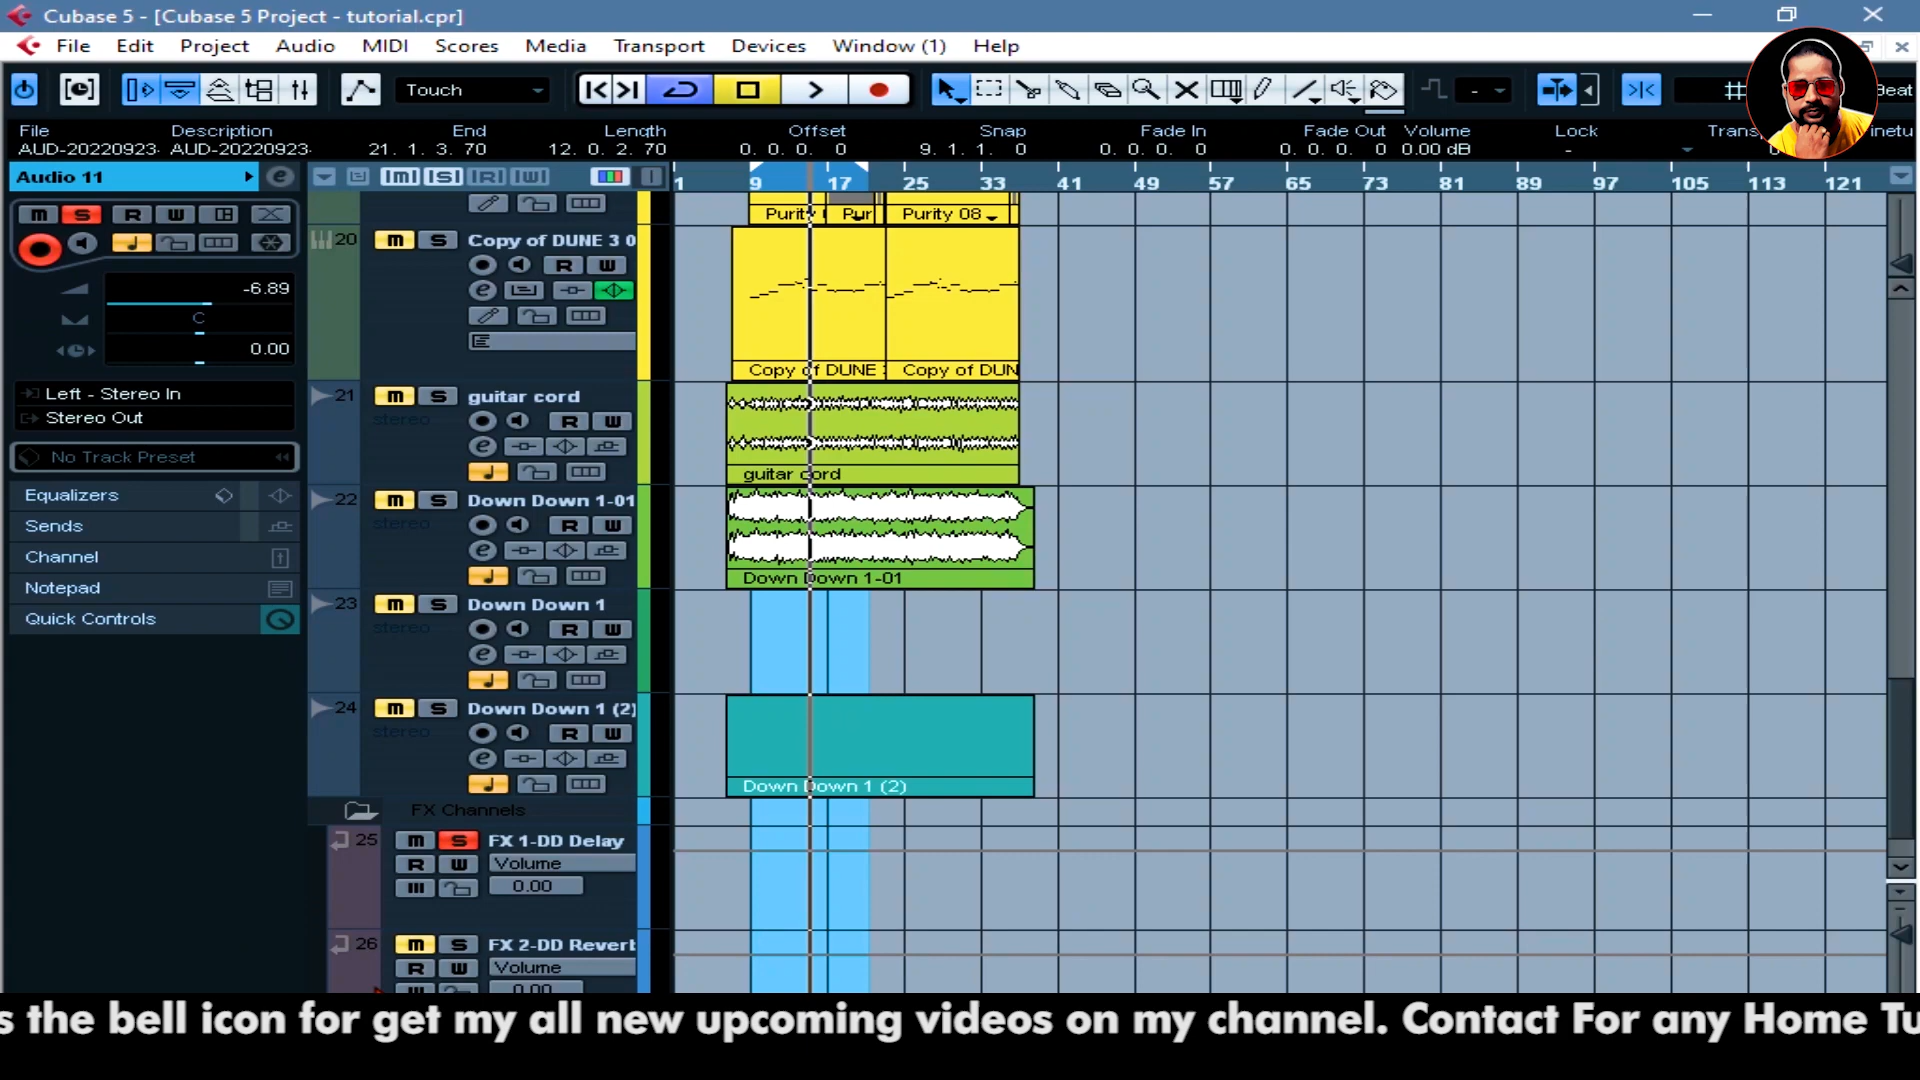 Cubase 5 - [Cubase 5 Project - tutorial.cpr]
File Edit Project Audio MIDI Scores Media Transport Devices Window (1) Help
Touch
- Beat
File Description End Length Offset Snap Fade In Fade Out Volume Lock
AUD-20220923- AUD-20220923- 21. 1. 3. 70 12. 0. 2. 70 0. 0. 0. 0 9. 1. 1. 0 0. 0. 0. 0 0. 0. 0. 0 0.00 dB -
Audio 11
[M] [S] [R] [W]
1 9 17 25 33 41 49 57 65 73 81 89 97 105 113 121
M S R W
Purity Pur Purity 08
20 m S Copy of DUNE 3 0
R W
-6.89
C
0.00
Copy of DUNE Copy of DUN
Left - Stereo In
Stereo Out
21 m S guitar cord
stereo R W
No Track Preset
guitar cord
Equalizers
22 m S Down Down 1-01
Sends
stereo R W
Channel
Down Down 1-01
Notepad
23 m S Down Down 1
Quick Controls
stereo R W
24 m S Down Down 1 (2)
stereo R W
Down Down 1 (2)
FX Channels
25 m S FX 1-DD Delay
R W Volume
0.00
26 m S FX 2-DD Revert
R W Volume
0.00
s the bell icon for get my all new upcoming videos on my channel. Contact For any Home Tu